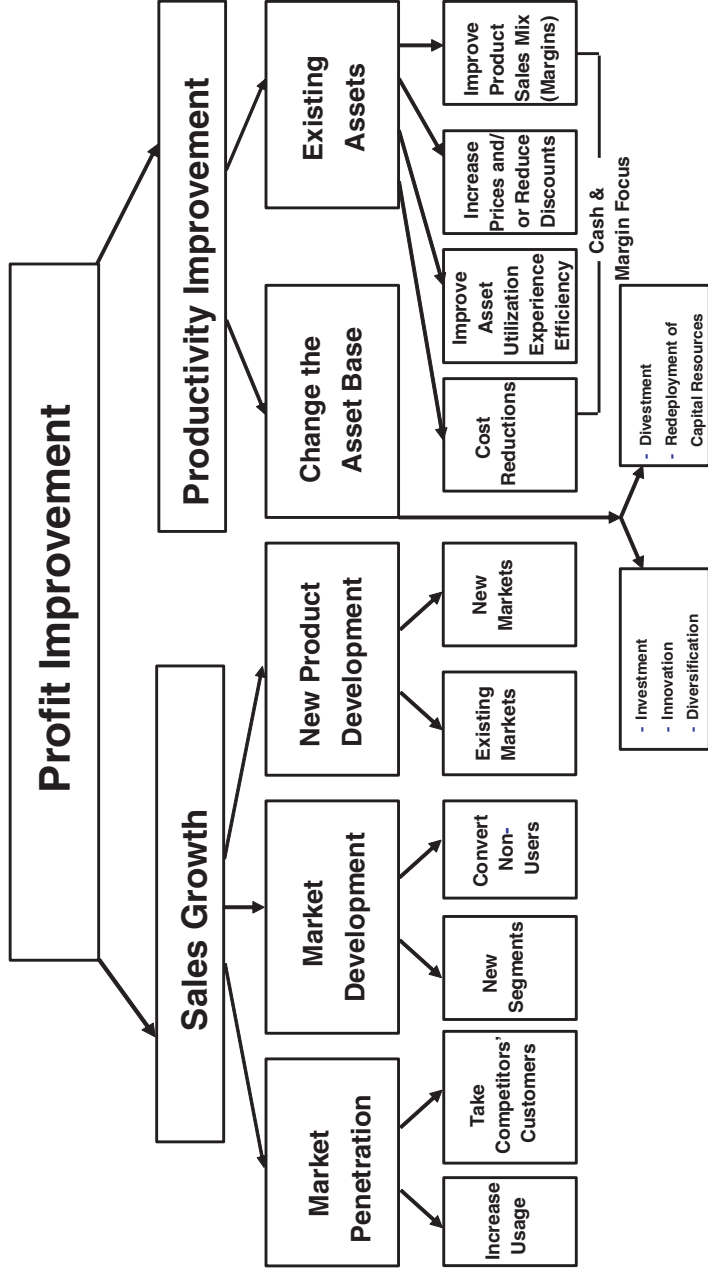 Profit Improvement
Sales Growth
Productivity Improvement
Market
Penetration
Market
Development
New Product
Development
Change the
Asset Base
Existing
Assets
Increase
Usage
Take
Competitors’
Customers
New
Segments
Convert
Non-
Users
Existing
Markets
New
Markets
Cost
Reductions
Improve
Asset
Utilization
Experience
Efficiency
Increase
Prices and/
or Reduce
Discounts
Improve
Product
Sales Mix
(Margins)
Cash &
Margin Focus
- Investment
- Innovation
- Diversification
- Divestment
- Redeployment of
Capital Resources